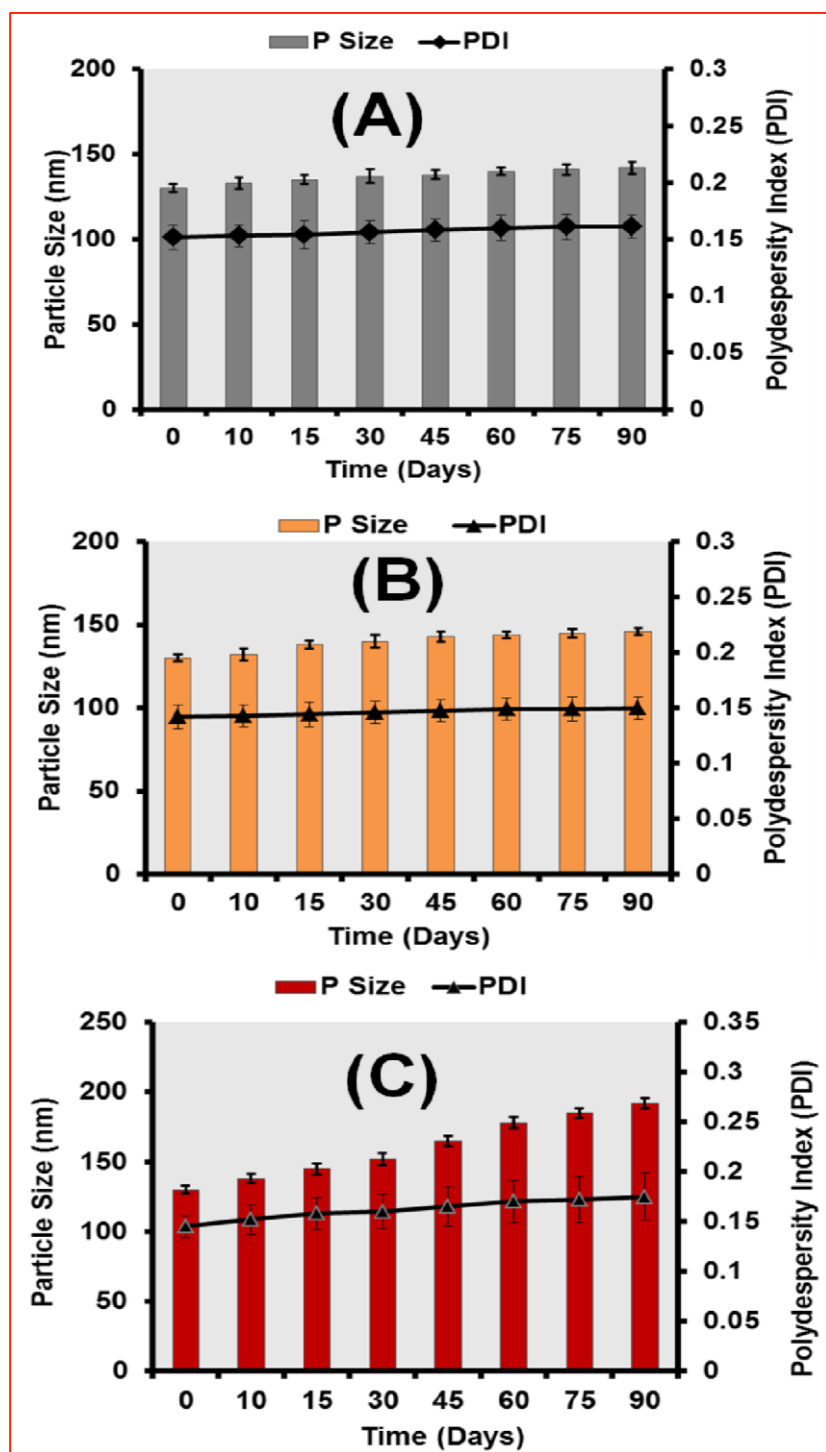 P Size PDI
(A)
200
150
100
50
0
Particle Size (nm)
0.3
0.25
0.2
0.15
0.1
0.05
0
Polydespersity Index (PDI)
0 10 15 30 45 60 75 90
Time (Days)
P Size PDI
(B)
200
150
100
50
0
Particle Size (nm)
0.3
0.25
0.2
0.15
0.1
0.05
0
Polydespersity Index (PDI)
0 10 15 30 45 60 75 90
Time (Days)
P Size PDI
(C)
250
200
150
100
50
0
Particle Size (nm)
0.35
0.3
0.25
0.2
0.15
0.1
0.05
0
Polydespersity Index (PDI)
0 10 15 30 45 60 75 90
Time (Days)